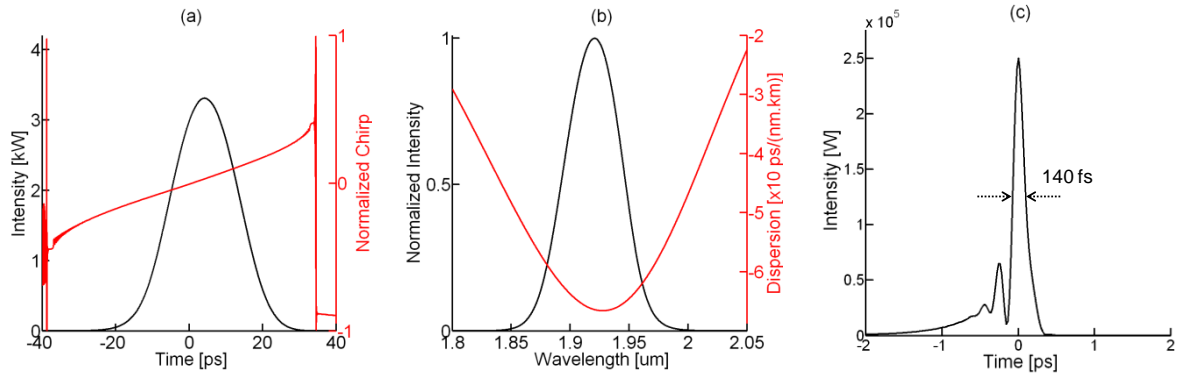 (a)
4
3
2
1
0
Intensity [kW]
-40
-20
0
20
40
Time [ps]
1
0
-1
Normalized Chirp
(b)
1
0.5
0
Normalized Intensity
1.8
1.85
1.9
1.95
2.05
Wavelength [um]
-2
-3
-4
-5
-6
Dispersion [x10 ps/(nm.km)]
(c)
x 10⁵
2.5
2
1.5
1
0.5
0
Intensity [W]
140 fs
-2
-1
0
1
2
Time [ps]